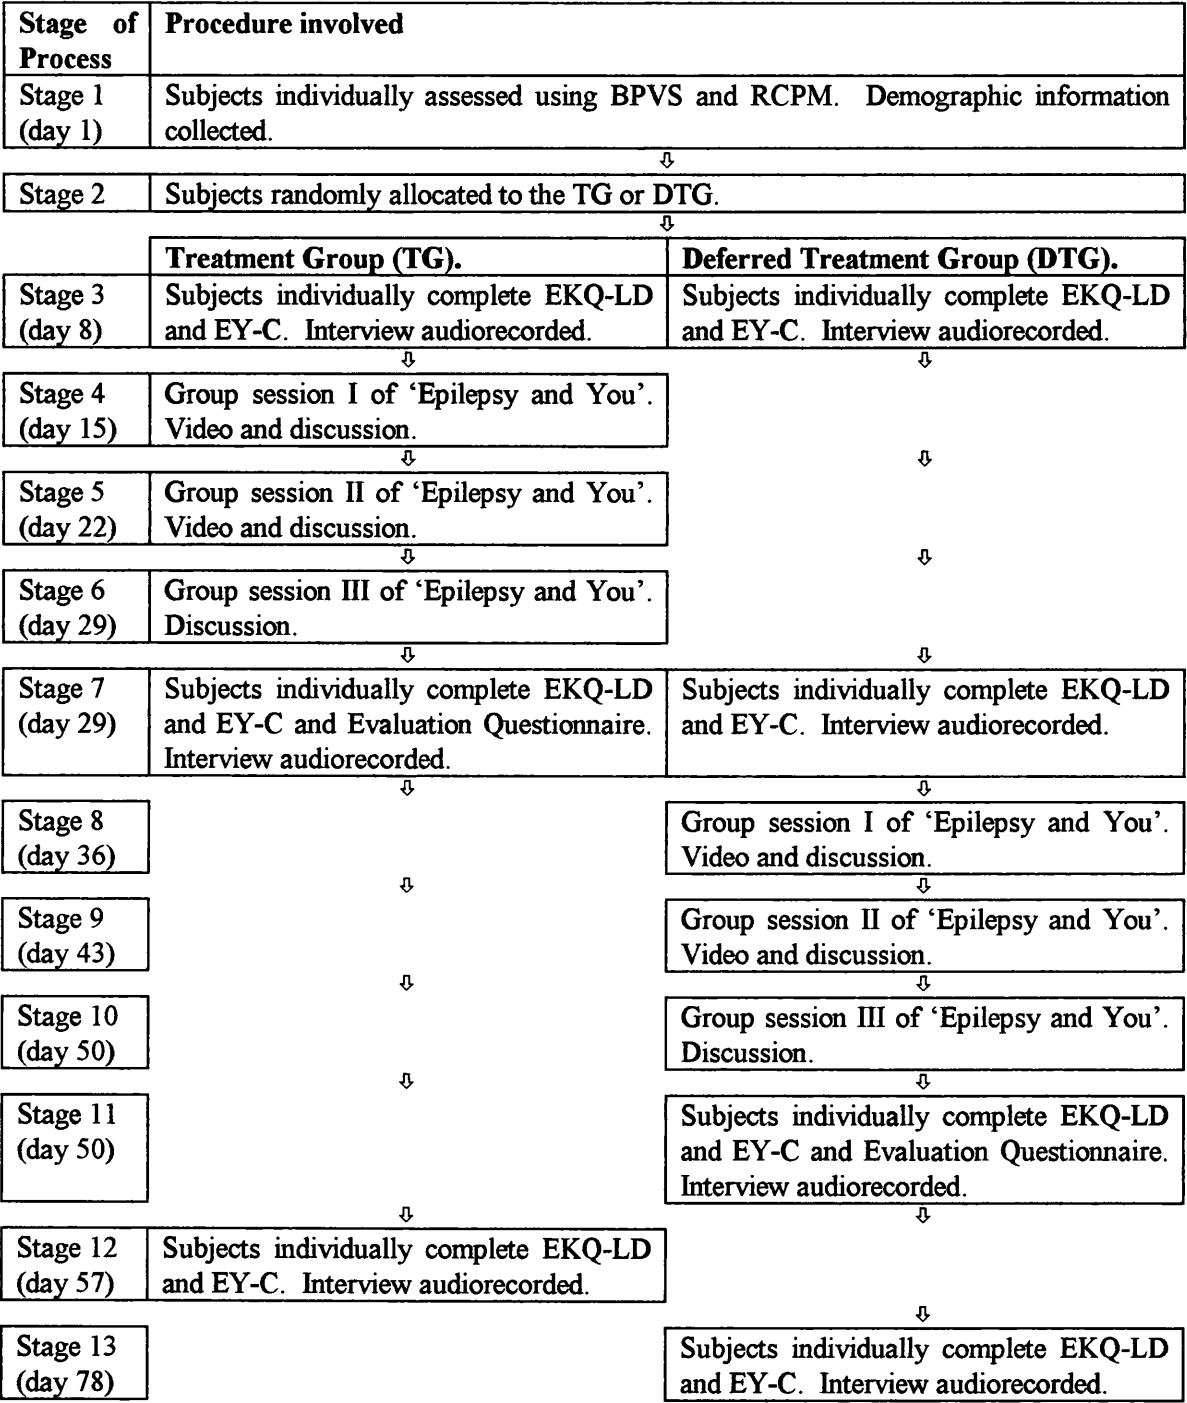 Stage of Process
Procedure involved
Stage 1
(day 1)
Subjects individually assessed using BPVS and RCPM. Demographic information
collected.
⇩
Stage 2
Subjects randomly allocated to the TG or DTG.
⇩
Treatment Group (TG).
Deferred Treatment Group (DTG).
Stage 3
(day 8)
Subjects individually complete EKQ-LD
and EY-C. Interview audiorecorded.
Subjects individually complete EKQ-LD
and EY-C. Interview audiorecorded.
⇩ ⇩
Stage 4
(day 15)
Group session I of ‘Epilepsy and You’.
Video and discussion.
⇩ ⇩
Stage 5
(day 22)
Group session II of ‘Epilepsy and You’.
Video and discussion.
⇩ ⇩
Stage 6
(day 29)
Group session III of ‘Epilepsy and You’.
Discussion.
⇩ ⇩
Stage 7
(day 29)
Subjects individually complete EKQ-LD
and EY-C and Evaluation Questionnaire.
Interview audiorecorded.
Subjects individually complete EKQ-LD
and EY-C. Interview audiorecorded.
⇩ ⇩
Stage 8
(day 36)
Group session I of ‘Epilepsy and You’.
Video and discussion.
⇩ ⇩
Stage 9
(day 43)
Group session II of ‘Epilepsy and You’.
Video and discussion.
⇩ ⇩
Stage 10
(day 50)
Group session III of ‘Epilepsy and You’.
Discussion.
⇩ ⇩
Stage 11
(day 50)
Subjects individually complete EKQ-LD
and EY-C and Evaluation Questionnaire.
Interview audiorecorded.
⇩ ⇩
Stage 12
(day 57)
Subjects individually complete EKQ-LD
and EY-C. Interview audiorecorded.
⇩
Stage 13
(day 78)
Subjects individually complete EKQ-LD
and EY-C. Interview audiorecorded.